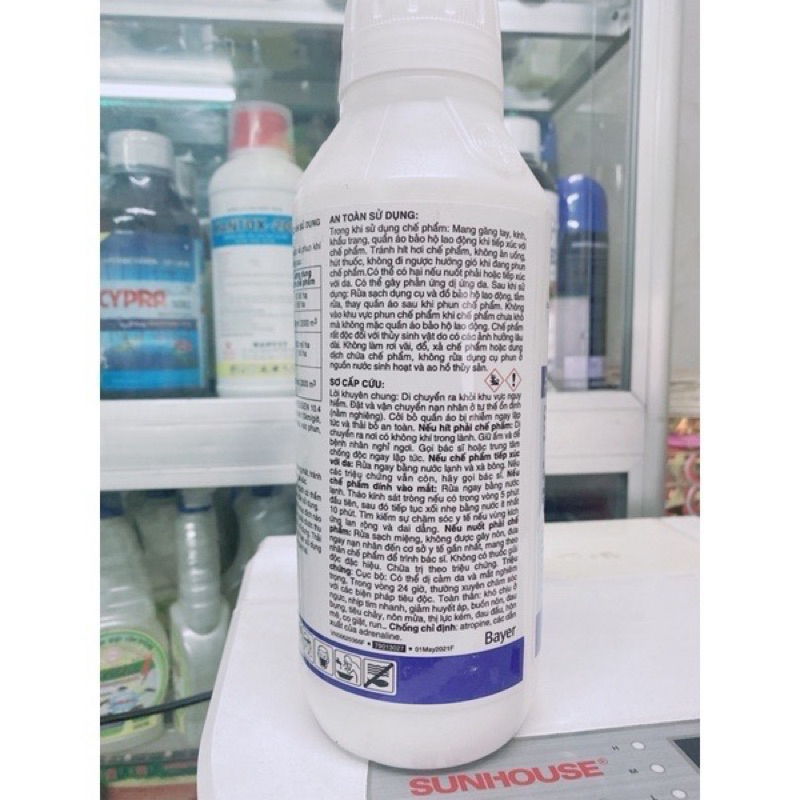 AN TOÀN SỬ DỤNG:
Trong khi sử dụng chế phẩm: Mang găng tay, kính,
khẩu trang, quần áo bảo hộ lao động khi tiếp xúc với
chế phẩm. Tránh hít hơi chế phẩm, không ăn uống,
hút thuốc, không đi ngược hướng gió khi đang phun
chế phẩm.Có thể có hại nếu nuốt phải hoặc tiếp xúc
với da. Có thể gây phản ứng dị ứng da. Sau khi sử
dụng: Rửa sạch dụng cụ và đồ bảo hộ lao động, tắm
rửa, thay quần áo sau khi phun chế phẩm. Không
vào khu vực phun chế phẩm khi chế phẩm chưa khô
mà không mặc quần áo bảo hộ lao động. Chế phẩm
rất độc đối với thủy sinh vật do có các ảnh hưởng lâu
dài. Không làm rơi vãi, đổ, xả chế phẩm hoặc dung
dịch chứa chế phẩm, không rửa dụng cụ phun ở
nguồn nước sinh hoạt và ao hồ thủy sản.
SƠ CẤP CỨU:
Lời khuyên chung: Di chuyển ra khỏi khu vực nguy
hiểm. Đặt và vận chuyển nạn nhân ở tư thế ổn định
(nằm nghiêng). Cởi bỏ quần áo bị nhiễm ngay lập
tức và thải bỏ an toàn. Nếu hít phải chế phẩm: Di
chuyển ra nơi có không khí trong lành. Giữ ấm và để
bệnh nhân nghỉ ngơi. Gọi bác sĩ hoặc trung tâm
chống độc ngay lập tức. Nếu chế phẩm tiếp xúc
với da: Rửa ngay bằng nước lạnh và xà bông. Nếu
các triệu chứng vẫn còn, hãy gọi bác sĩ. Nếu
chế phẩm dính vào mắt: Rửa ngay bằng nước
lạnh. Tháo kính sát tròng nếu có trong vòng 5 phút
đầu tiên, sau đó tiếp tục xối nhẹ bằng nước ít nhất
10 phút. Tìm kiếm sự chăm sóc y tế nếu vùng kích
ứng lan rộng và dai dẳng. Nếu nuốt phải chế
phẩm: Rửa sạch miệng, không được gây nôn, đưa
ngay nạn nhân đến cơ sở y tế gần nhất, mang theo
nhãn chế phẩm để trình bác sĩ. Không có thuốc giải
độc đặc hiệu. Chữa trị theo triệu chứng. Triệu
chứng: Cục bộ: Có thể dị cảm da và mắt nghiêm
trọng, Trong vòng 24 giờ, thường xuyên chăm sóc
với các biện pháp tiêu độc. Toàn thân: khó chịu ở
ngực, nhịp tim nhanh, giảm huyết áp, buồn nôn, đau
bụng, tiêu chảy, nôn mửa, thị lực kém, đau đầu, hôn
mê, co giật, run... Chống chỉ định: atropine, các dẫn
xuất của adrenaline.
79013027 • 01May2021F
Bayer
SUNHOUSE
H
M
L